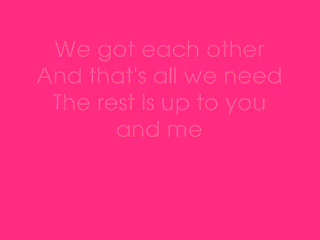 We got each other
And that's all we need
The rest is up to you
and me